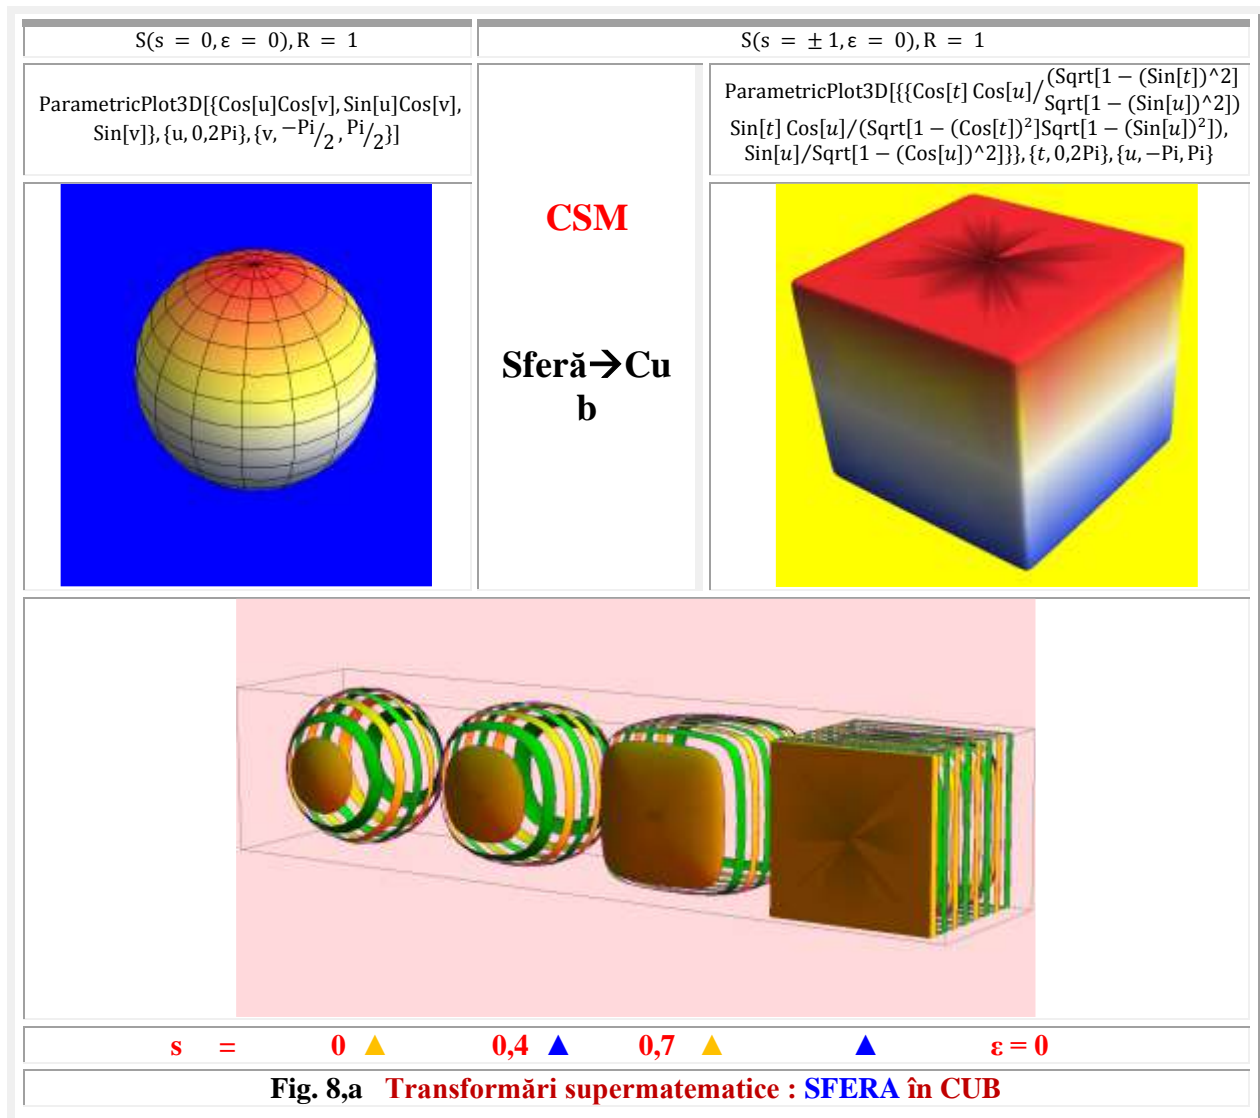 S(s = 0, ε = 0), R = 1
S(s = ± 1, ε = 0), R = 1
ParametricPlot3D[{Cos[u]Cos[v], Sin[u]Cos[v],
Sin[v]}, {u, 0,2Pi}, {v, −Pi/2, Pi/2}]
CSM
Sferă→Cu
b
ParametricPlot3D[{{Cos[t] Cos[u]/(Sqrt[1 − (Sin[t])^2]
Sqrt[1 − (Sin[u])^2])
Sin[t] Cos[u]/(Sqrt[1 − (Cos[t])²]Sqrt[1 − (Sin[u])²]),
Sin[u]/Sqrt[1 − (Cos[u])^2]}}, {t, 0,2Pi}, {u, −Pi, Pi}
s = 0 ▲ 0,4 ▲ 0,7 ▲ ▲ ε = 0
Fig. 8,a Transformări supermatematice : SFERA în CUB